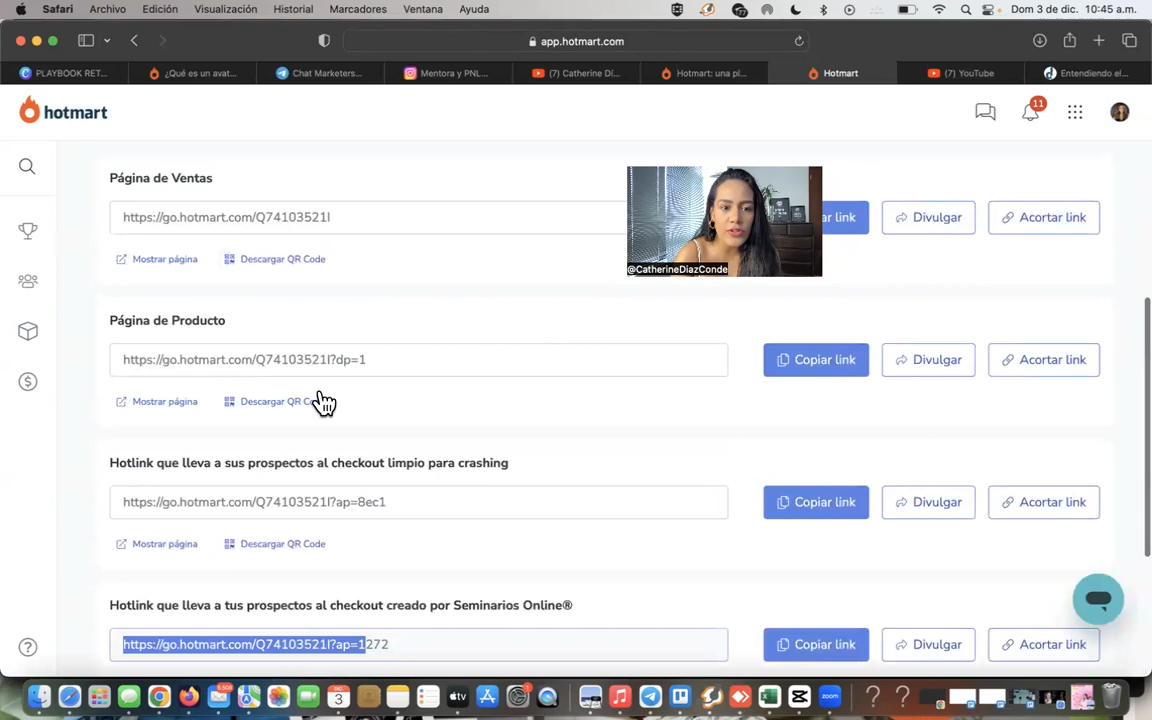 Safari Archivo Edición Visualización Historial Marcadores Ventana Ayuda Dom 3 de dic. 10:45 a.m.
app.hotmart.com
PLAYBOOK RET... ¿Qué es un avat... Chat Marketers... Mentora y PNL... (7) Catherine Dí... Hotmart: una pl... Hotmart (7) YouTube Entendiendo el...
hotmart
11
Página de Ventas
https://go.hotmart.com/Q74103521I
ar link
Divulgar
Acortar link
@CatherineDiazConde
Mostrar página
Descargar QR Code
Página de Producto
https://go.hotmart.com/Q74103521I?dp=1
Copiar link
Divulgar
Acortar link
Mostrar página
Descargar QR Co
Hotlink que lleva a sus prospectos al checkout limpio para crashing
https://go.hotmart.com/Q74103521I?ap=8ec1
Copiar link
Divulgar
Acortar link
Mostrar página
Descargar QR Code
Hotlink que lleva a tus prospectos al checkout creado por Seminarios Online®
https://go.hotmart.com/Q74103521I?ap=1272
Copiar link
Divulgar
Acortar link